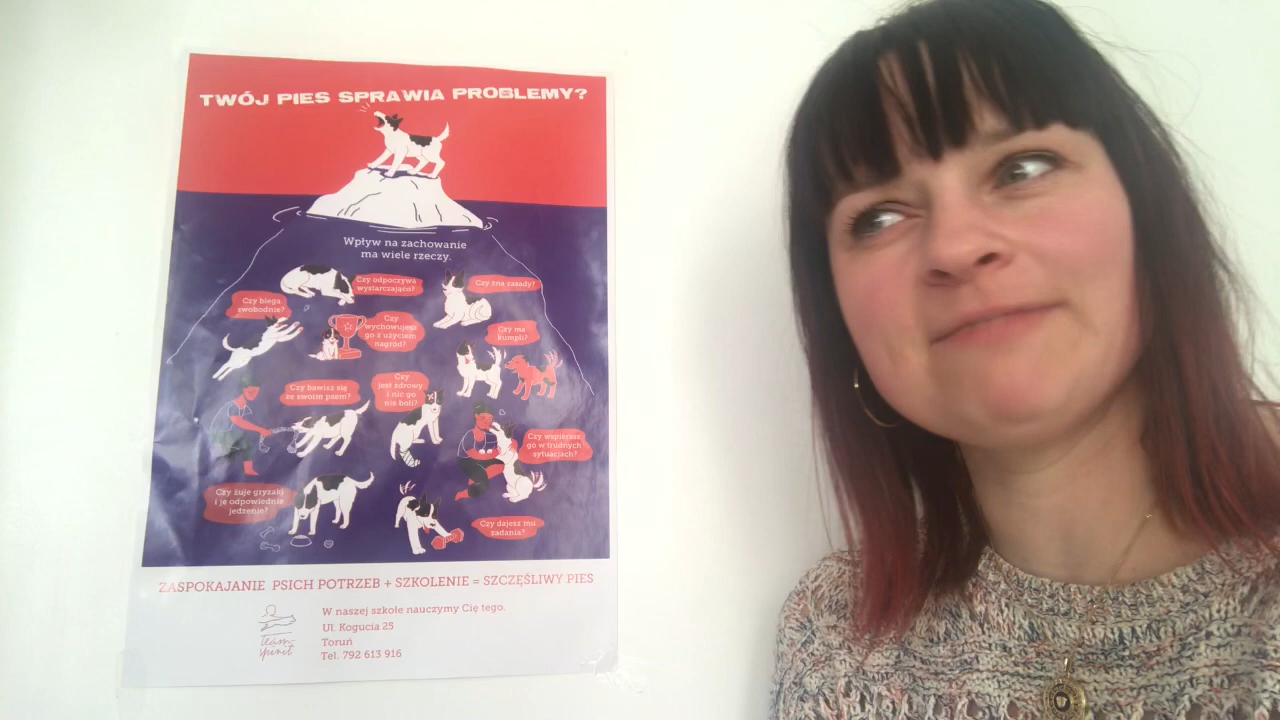 TWÓJ PIES SPRAWIA PROBLEMY?
Wpływ na zachowanie
ma wiele rzeczy.
Czy odpoczywa
wystarczająco?
Czy zna zasady?
Czy biega
swobodnie?
Czy
wychowujesz
go z użyciem
nagród?
Czy ma
kumpli?
Czy bawisz się
ze swoim psem?
Czy
jest zdrowy
i nic go
nie boli?
Czy wspierasz
go w trudnych
sytuacjach?
Czy żuje gryzaki
i je odpowiednie
jedzenie?
Czy dajesz mu
zadania?
ZASPOKAJANIE PSICH POTRZEB + SZKOLENIE = SZCZĘŚLIWY PIES
team
spirit
W naszej szkole nauczymy Cię tego.
Ul. Kogucia 25
Toruń
Tel. 792 613 916